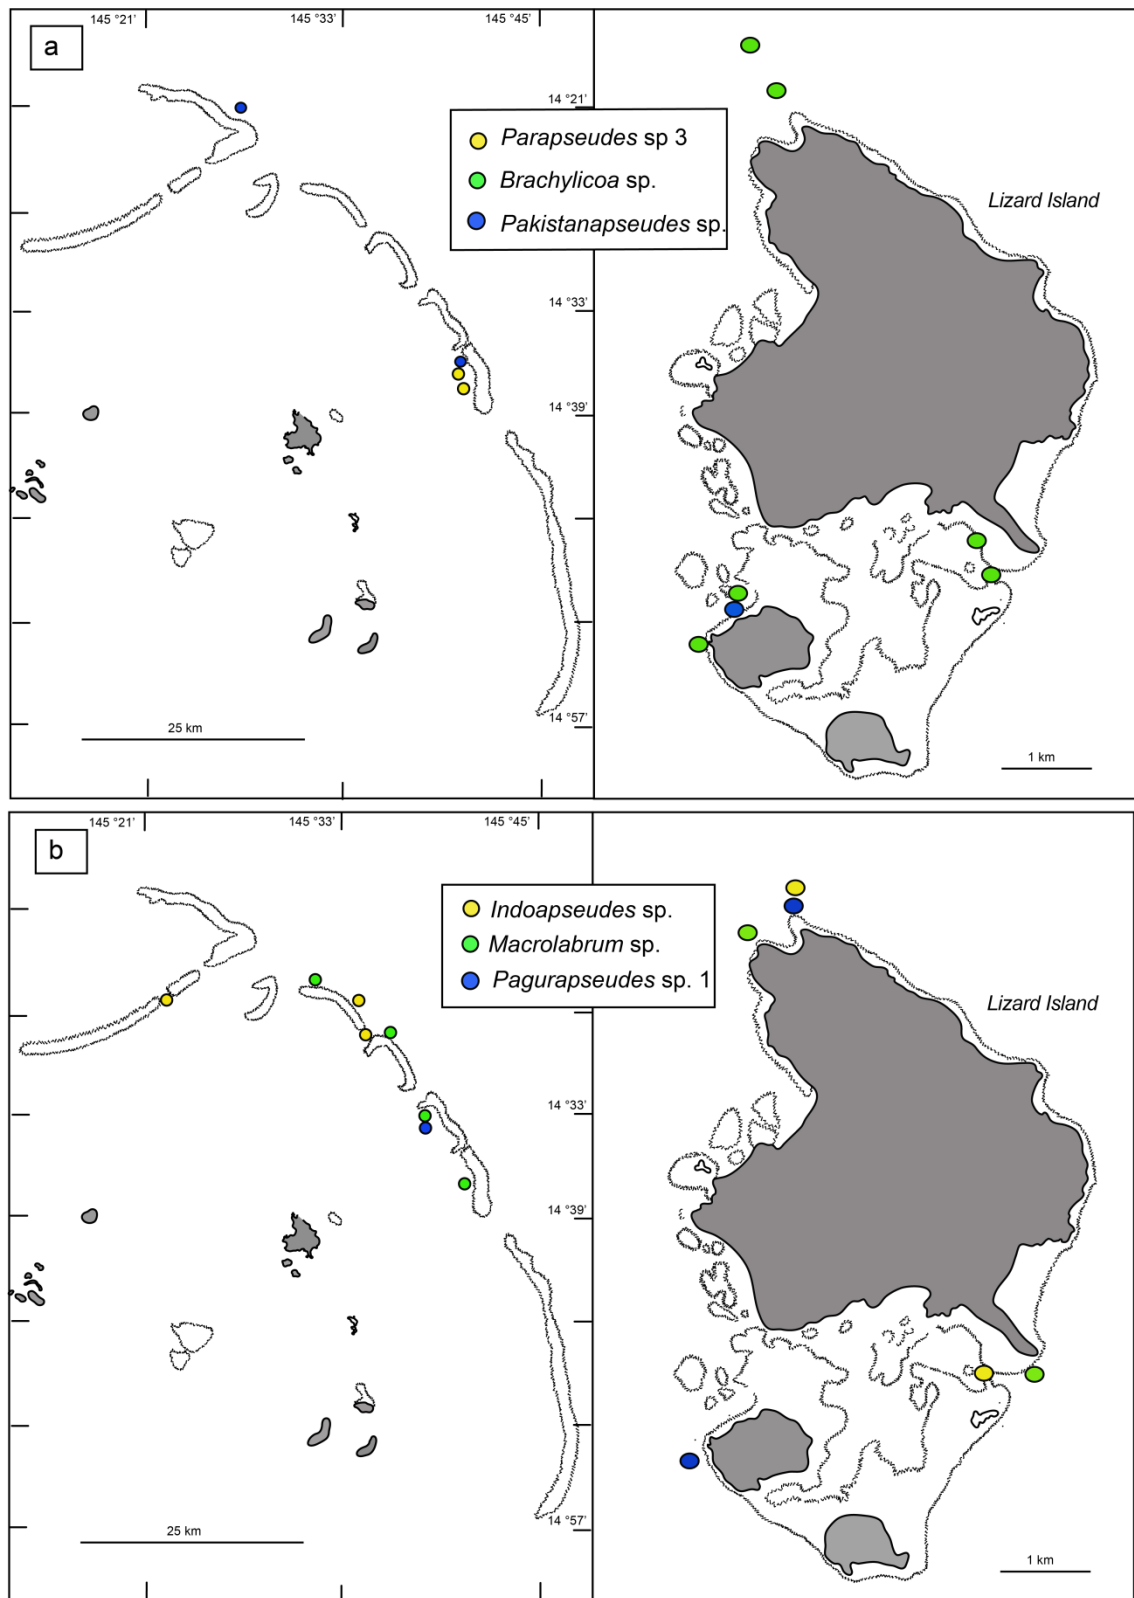 145 °21' 145 °33' 145 °45'
a
14 °21'
Parapseudes sp 3
Brachylicoa sp.
Pakistanapseudes sp.
Lizard Island
14 °33'
14 °39'
14 °57'
25 km
1 km
145 °21' 145 °33' 145 °45'
b
Indoapseudes sp.
Macrolabrum sp.
Pagurapseudes sp. 1
Lizard Island
14 °33'
14 °39'
14 °57'
25 km
1 km